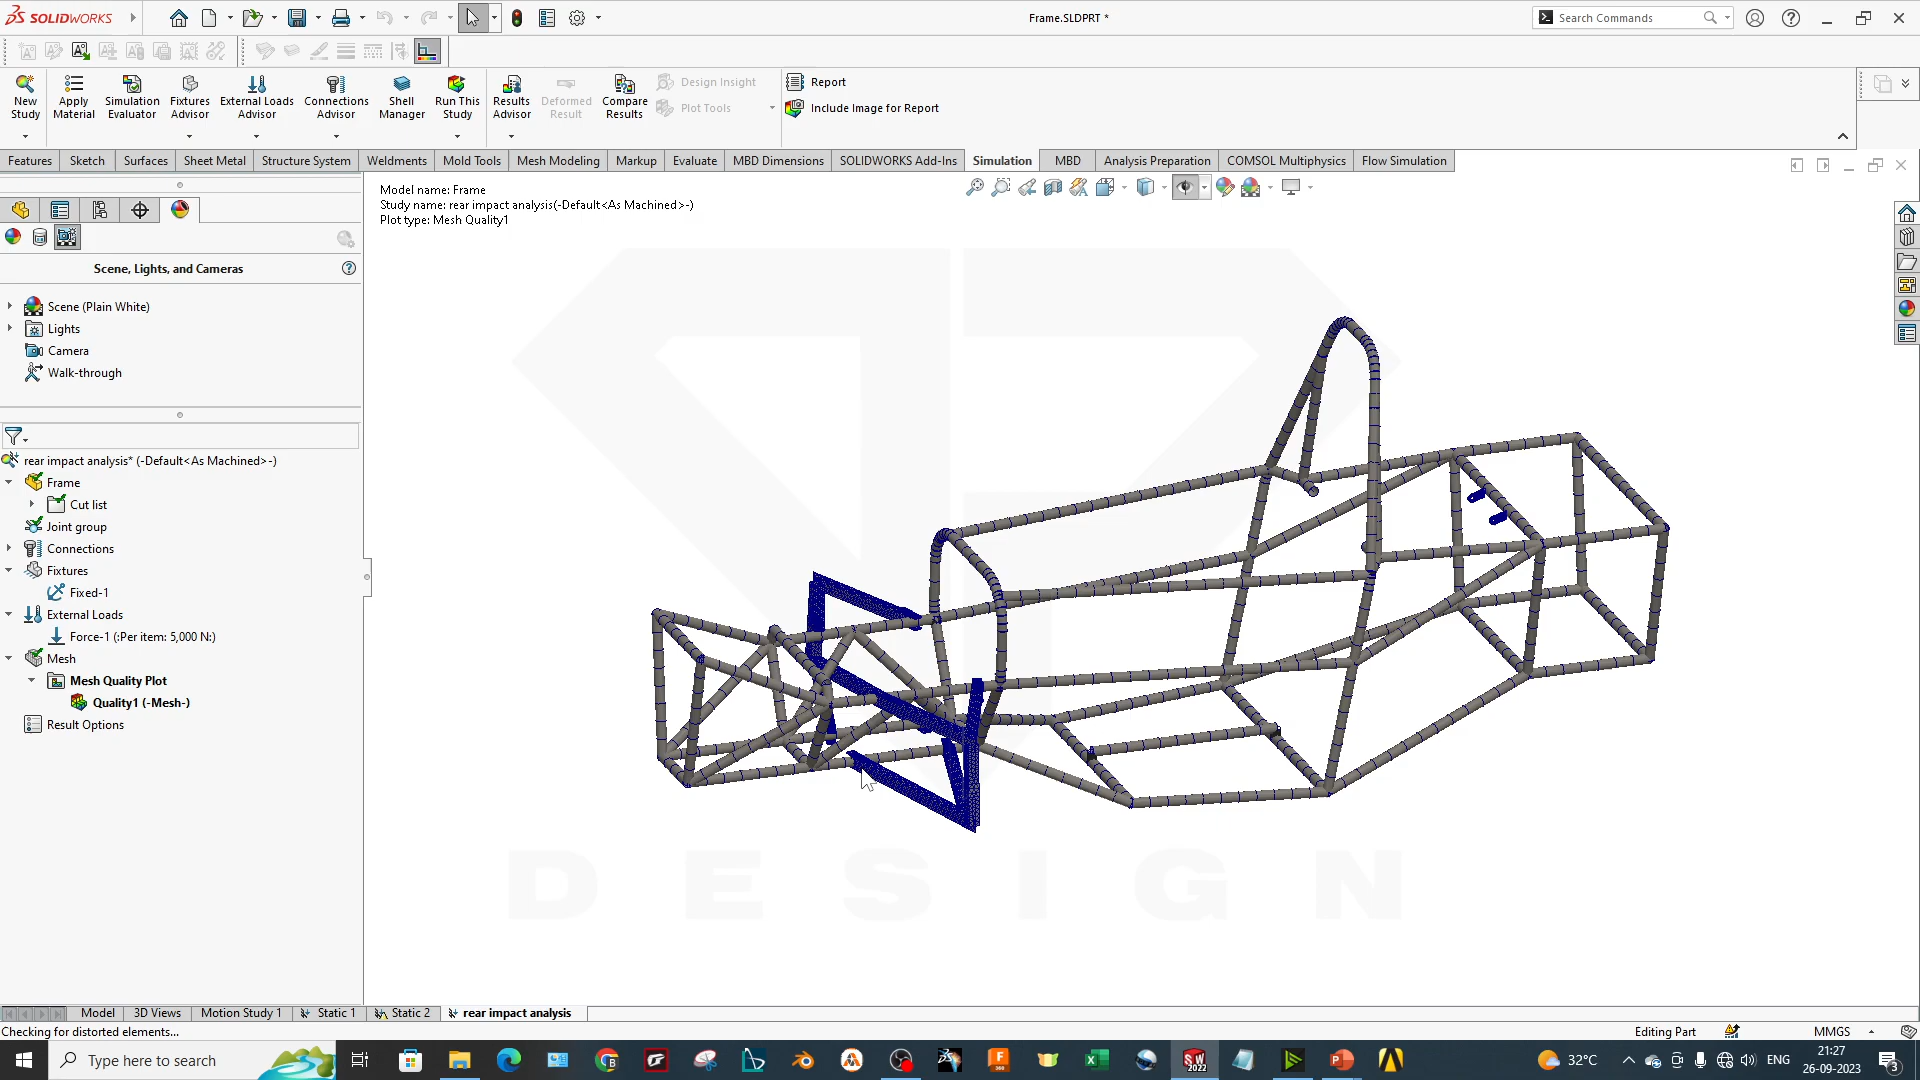 SOLIDWORKS
Frame.SLDPRT *
Search Commands
New Study
Apply Material
Simulation Evaluator
Fixtures Advisor
External Loads Advisor
Connections Advisor
Shell Manager
Run This Study
Results Advisor
Deformed Result
Compare Results
Design Insight
Plot Tools
Report
Include Image for Report
Features
Sketch
Surfaces
Sheet Metal
Structure System
Weldments
Mold Tools
Mesh Modeling
Markup
Evaluate
MBD Dimensions
SOLIDWORKS Add-Ins
Simulation
MBD
Analysis Preparation
COMSOL Multiphysics
Flow Simulation
Model name: Frame
Study name: rear impact analysis(-Default<As Machined>-)
Plot type: Mesh Quality1
Scene, Lights, and Cameras
Scene (Plain White)
Lights
Camera
Walk-through
rear impact analysis* (-Default<As Machined>-)
Frame
Cut list
Joint group
Connections
Fixtures
Fixed-1
External Loads
Force-1 (:Per item: 5,000 N:)
Mesh
Mesh Quality Plot
Quality1 (-Mesh-)
Result Options
DESIGN
Model
3D Views
Motion Study 1
Static 1
Static 2
rear impact analysis
Checking for distorted elements...
Editing Part
MMGS
Type here to search
32°C
ENG
21:27
26-09-2023
3